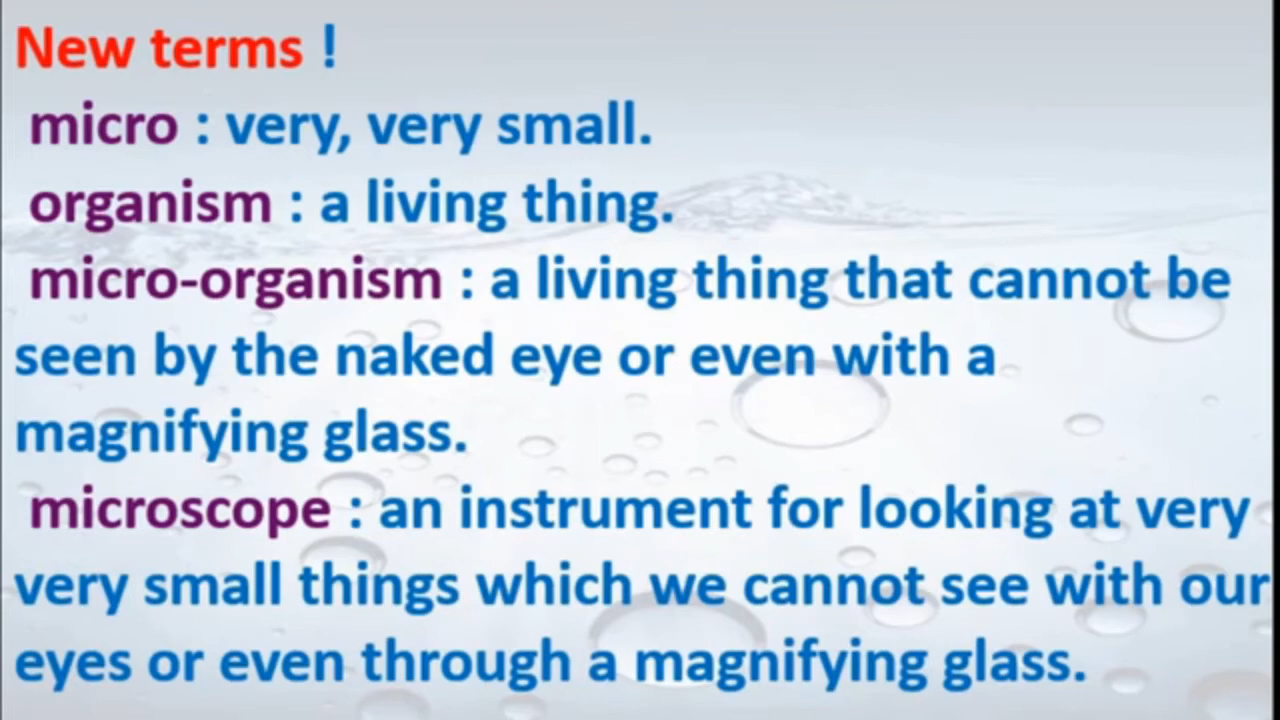 New terms !
micro : very, very small.
organism : a living thing.
micro-organism : a living thing that cannot be
seen by the naked eye or even with a
magnifying glass.
microscope : an instrument for looking at very
very small things which we cannot see with our
eyes or even through a magnifying glass.